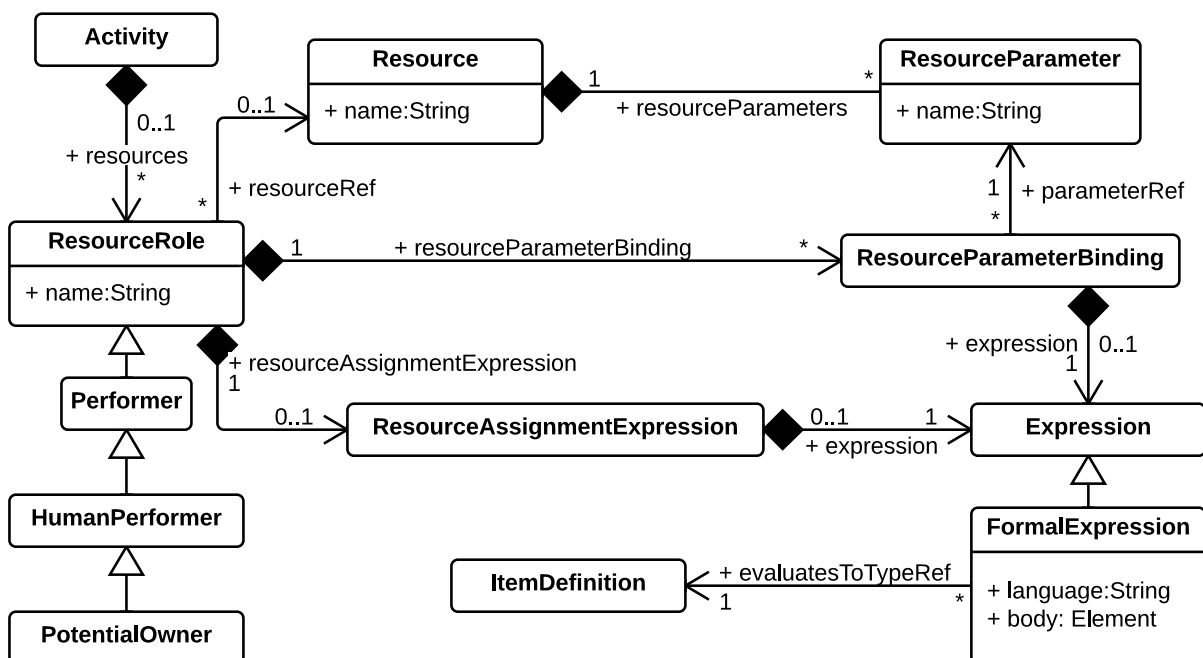 Activity
0..1
+ resources
*
Resource
+ name:String
1
*
+ resourceParameters
ResourceParameter
+ name:String
0..1
+ resourceRef
*
1
+ parameterRef
*
ResourceRole
+ name:String
1
+ resourceParameterBinding
*
ResourceParameterBinding
+ resourceAssignmentExpression
1
0..1
+ expression
0..1
1
Performer
ResourceAssignmentExpression
0..1
1
+ expression
Expression
HumanPerformer
FormalExpression
+ language:String
+ body: Element
ItemDefinition
+ evaluatesToTypeRef
1
*
PotentialOwner